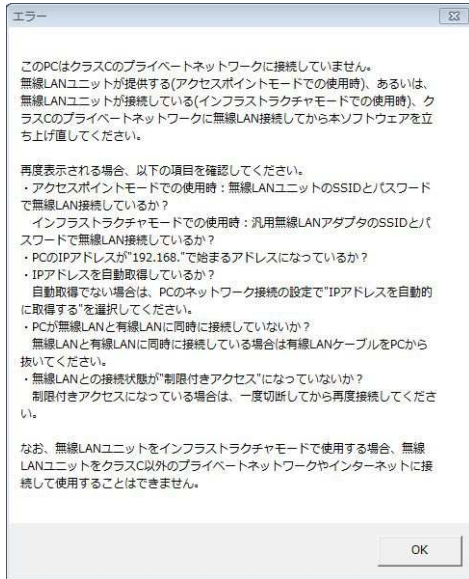 エラー
このPCはクラスCのプライベートネットワークに接続していません。
無線LANユニットが提供する(アクセスポイントモードでの使用時)、あるいは、
無線LANユニットが接続している(インフラストラクチャモードでの使用時)、ク
ラスCのプライベートネットワークに無線LAN接続してから本ソフトウェアを立
ち上げ直してください。
再度表示される場合、以下の項目を確認してください。
・アクセスポイントモードでの使用時：無線LANユニットのSSIDとパスワード
で無線LAN接続しているか？
　インフラストラクチャモードでの使用時：汎用無線LANアダプタのSSIDとパ
スワードで無線LAN接続しているか？
・PCのIPアドレスが"192.168."で始まるアドレスになっているか？
・IPアドレスを自動取得しているか？
　自動取得でない場合は、PCのネットワーク接続の設定で"IPアドレスを自動的
に取得する"を選択してください。
・PCが無線LANと有線LANに同時に接続していないか？
　無線LANと有線LANに同時に接続している場合は有線LANケーブルをPCから
抜いてください。
・無線LANとの接続状態が"制限付きアクセス"になっていないか？
　制限付きアクセスになっている場合は、一度切断してから再度接続してくださ
い。
なお、無線LANユニットをインフラストラクチャモードで使用する場合、無線
LANユニットをクラスC以外のプライベートネットワークやインターネットに接
続して使用することはできません。
OK